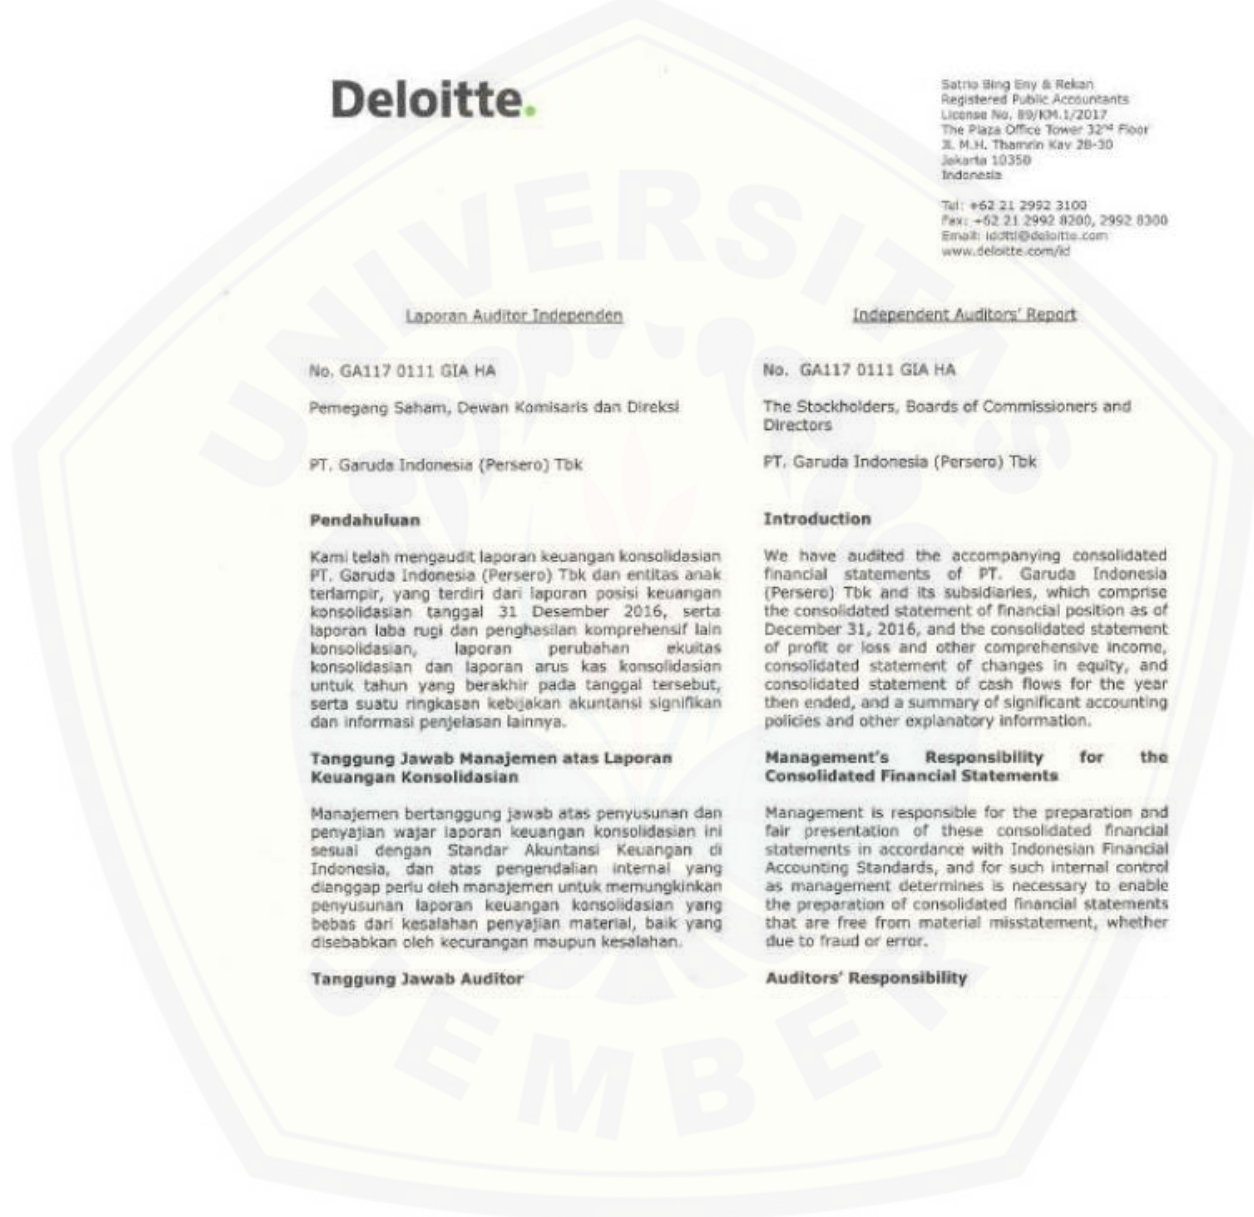 Deloitte.
Satrio Bing Eny & Rekan
Registered Public Accountants
License No. 89/KM.1/2017
The Plaza Office Tower 32nd Floor
Jl. M.H. Thamrin Kav 28-30
Jakarta 10350
Indonesia
Tel: +62 21 2992 3100
Fax: +62 21 2992 8200, 2992 8300
Email: iddttl@deloitte.com
www.deloitte.com/id
Laporan Auditor Independen
No. GA117 0111 GIA HA
Pemegang Saham, Dewan Komisaris dan Direksi
PT. Garuda Indonesia (Persero) Tbk
Pendahuluan
Kami telah mengaudit laporan keuangan konsolidasian
PT. Garuda Indonesia (Persero) Tbk dan entitas anak
terlampir, yang terdiri dari laporan posisi keuangan
konsolidasian tanggal 31 Desember 2016, serta
laporan laba rugi dan penghasilan komprehensif lain
konsolidasian, laporan perubahan ekuitas
konsolidasian dan laporan arus kas konsolidasian
untuk tahun yang berakhir pada tanggal tersebut,
serta suatu ringkasan kebijakan akuntansi signifikan
dan informasi penjelasan lainnya.
Tanggung Jawab Manajemen atas Laporan
Keuangan Konsolidasian
Manajemen bertanggung jawab atas penyusunan dan
penyajian wajar laporan keuangan konsolidasian ini
sesuai dengan Standar Akuntansi Keuangan di
Indonesia, dan atas pengendalian internal yang
dianggap perlu oleh manajemen untuk memungkinkan
penyusunan laporan keuangan konsolidasian yang
bebas dari kesalahan penyajian material, baik yang
disebabkan oleh kecurangan maupun kesalahan.
Tanggung Jawab Auditor
Independent Auditors' Report
No. GA117 0111 GIA HA
The Stockholders, Boards of Commissioners and
Directors
PT. Garuda Indonesia (Persero) Tbk
Introduction
We have audited the accompanying consolidated
financial statements of PT. Garuda Indonesia
(Persero) Tbk and its subsidiaries, which comprise
the consolidated statement of financial position as of
December 31, 2016, and the consolidated statement
of profit or loss and other comprehensive income,
consolidated statement of changes in equity, and
consolidated statement of cash flows for the year
then ended, and a summary of significant accounting
policies and other explanatory information.
Management's Responsibility for the
Consolidated Financial Statements
Management is responsible for the preparation and
fair presentation of these consolidated financial
statements in accordance with Indonesian Financial
Accounting Standards, and for such internal control
as management determines is necessary to enable
the preparation of consolidated financial statements
that are free from material misstatement, whether
due to fraud or error.
Auditors' Responsibility
UNIVERSITAS
JEMBER